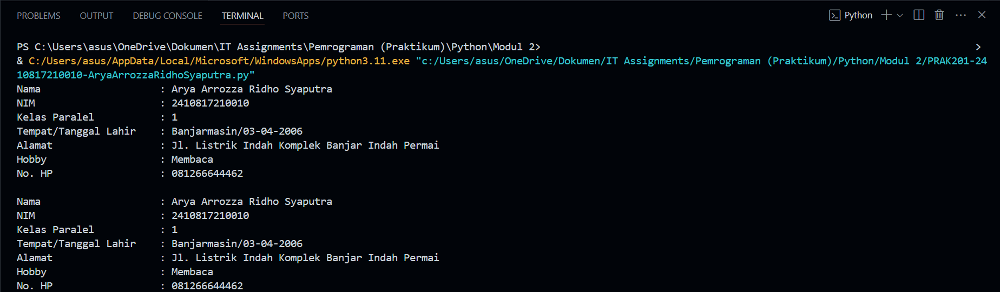 PROBLEMS OUTPUT DEBUG CONSOLE TERMINAL PORTS Python
PS C:\Users\asus\OneDrive\Dokumen\IT Assignments\Pemrograman (Praktikum)\Python\Modul 2> >
& C:/Users/asus/AppData/Local/Microsoft/WindowsApps/python3.11.exe "c:/Users/asus/OneDrive/Dokumen/IT Assignments/Pemrograman (Praktikum)/Python/Modul 2/PRAK201-24
10817210010-AryaArrozzaRidhoSyaputra.py"
Nama : Arya Arrozza Ridho Syaputra
NIM : 2410817210010
Kelas Paralel : 1
Tempat/Tanggal Lahir : Banjarmasin/03-04-2006
Alamat : Jl. Listrik Indah Komplek Banjar Indah Permai
Hobby : Membaca
No. HP : 081266644462
Nama : Arya Arrozza Ridho Syaputra
NIM : 2410817210010
Kelas Paralel : 1
Tempat/Tanggal Lahir : Banjarmasin/03-04-2006
Alamat : Jl. Listrik Indah Komplek Banjar Indah Permai
Hobby : Membaca
No. HP : 081266644462